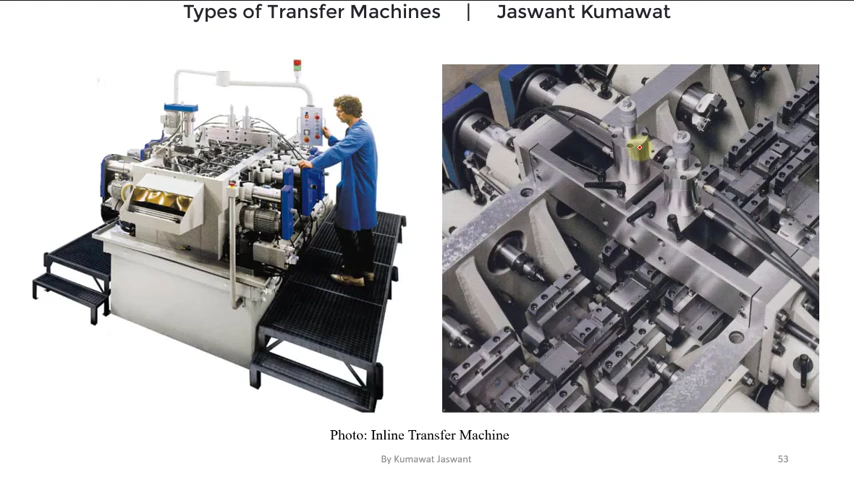 Types of Transfer Machines | Jaswant Kumawat
Photo: Inline Transfer Machine
By Kumawat Jaswant
53